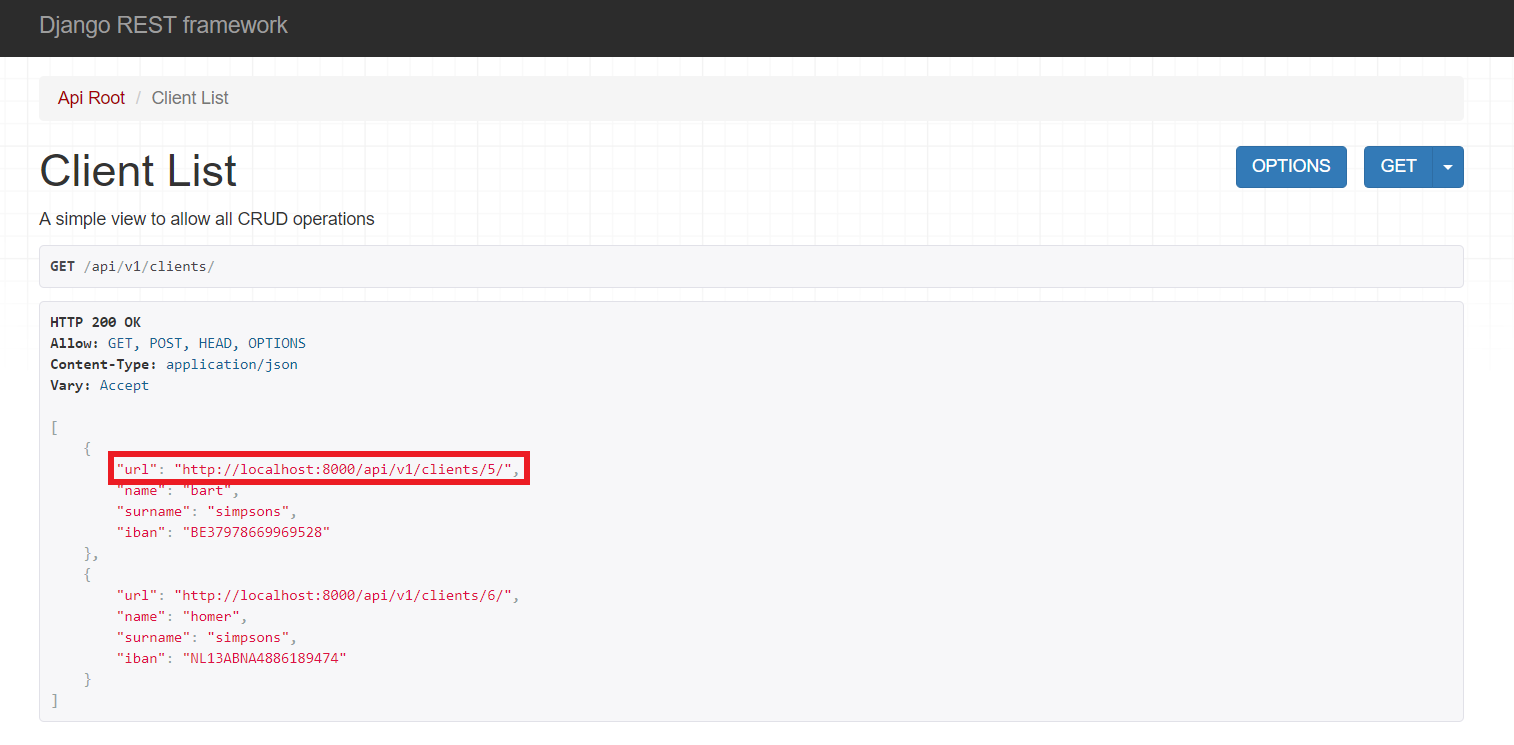 Django REST framework
Api Root / Client List
Client List
OPTIONS GET
A simple view to allow all CRUD operations
GET /api/v1/clients/
HTTP 200 OK
Allow: GET, POST, HEAD, OPTIONS
Content-Type: application/json
Vary: Accept
[
    {
        "url": "http://localhost:8000/api/v1/clients/5/",
        "name": "bart",
        "surname": "simpsons",
        "iban": "BE37978669969528"
    },
    {
        "url": "http://localhost:8000/api/v1/clients/6/",
        "name": "homer",
        "surname": "simpsons",
        "iban": "NL13ABNA4886189474"
    }
]